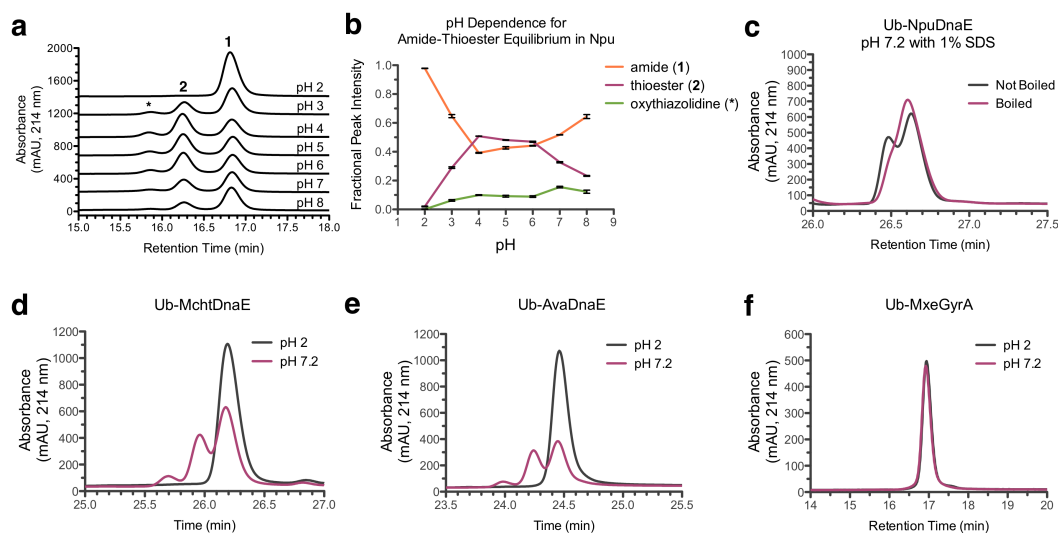 a
2000
1600
1200
800
400
0
Absorbance
(mAU, 214 nm)
1
2
*
pH 2
pH 3
pH 4
pH 5
pH 6
pH 7
pH 8
15.0 15.5 16.0 16.5 17.0 17.5 18.0
Retention Time (min)
b
pH Dependence for
Amide-Thioester Equilibrium in Npu
1.0
0.8
0.6
0.4
0.2
0.0
Fractional Peak Intensity
1 2 3 4 5 6 7 8 9
pH
amide (1)
thioester (2)
oxythiazolidine (*)
c
Ub-NpuDnaE
pH 7.2 with 1% SDS
1000
900
800
700
600
500
400
300
200
100
0
Absorbance
(mAU, 214 nm)
Not Boiled
Boiled
26.0 26.5 27.0 27.5
Retention Time (min)
d
Ub-MchtDnaE
1200
1000
800
600
400
200
0
Absorbance
(mAU, 214 nm)
pH 2
pH 7.2
25.0 25.5 26.0 26.5 27.0
Time (min)
e
Ub-AvaDnaE
1200
1000
800
600
400
200
0
Absorbance
(mAU, 214 nm)
pH 2
pH 7.2
23.5 24.0 24.5 25.0 25.5
Time (min)
f
Ub-MxeGyrA
600
500
400
300
200
100
0
Absorbance
(mAU, 214 nm)
pH 2
pH 7.2
14 15 16 17 18 19 20
Retention Time (min)